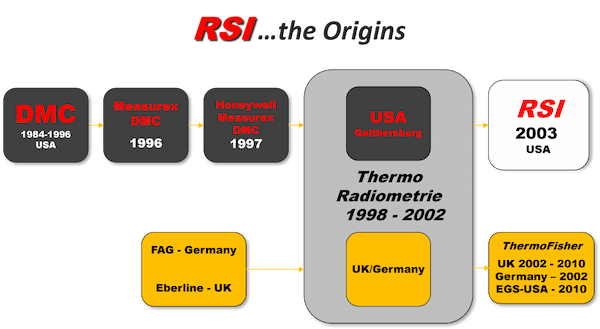 RSI ...the Origins
DMC
1984-1996
USA
Measurex
DMC
1996
Honeywell
Measurex
DMC
1997
USA
Gaithersburg
Thermo
Radiometrie
1998 - 2002
UK/Germany
RSI
2003
USA
FAG - Germany
Eberline - UK
ThermoFisher
UK 2002 - 2010
Germany – 2002
EGS-USA - 2010